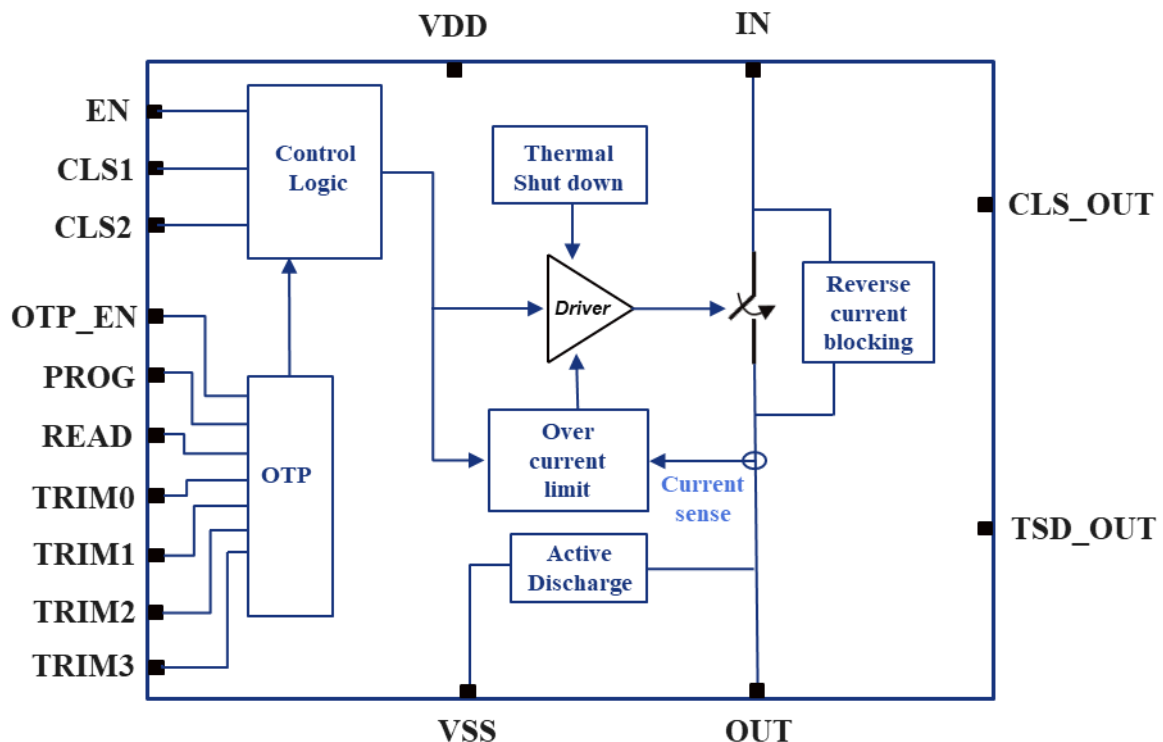 VDD
IN
EN
CLS1
CLS2
OTP_EN
PROG
READ
TRIM0
TRIM1
TRIM2
TRIM3
Control
Logic
OTP
Thermal
Shut down
Driver
Over
current
limit
Current
sense
Active
Discharge
Reverse
current
blocking
CLS_OUT
TSD_OUT
VSS
OUT